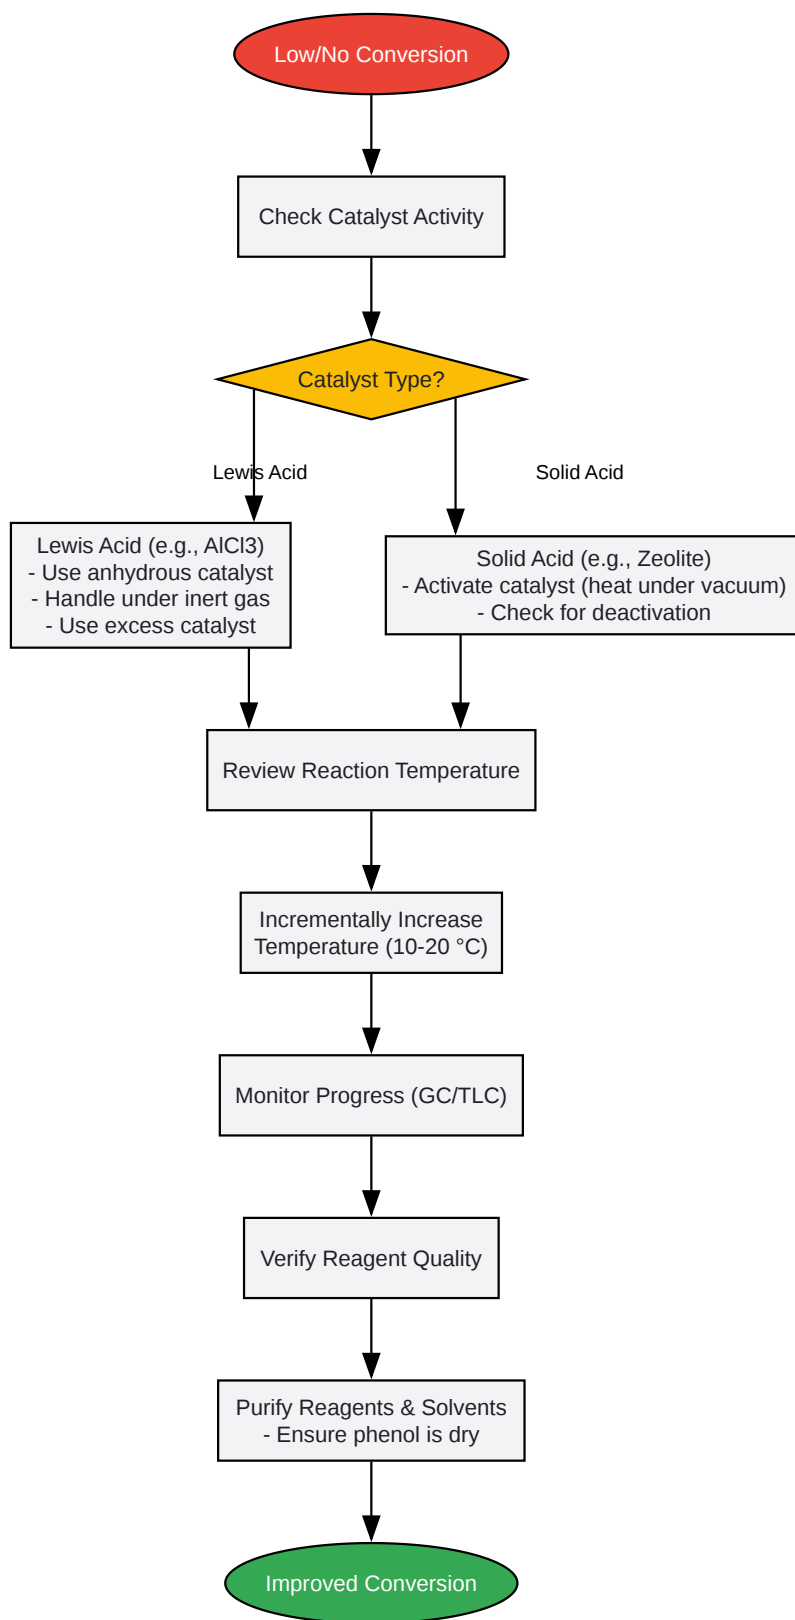 Low/No Conversion
Check Catalyst Activity
Catalyst Type?
Lewis Acid
Solid Acid
Lewis Acid (e.g., AlCl3)
- Use anhydrous catalyst
- Handle under inert gas
- Use excess catalyst
Solid Acid (e.g., Zeolite)
- Activate catalyst (heat under vacuum)
- Check for deactivation
Review Reaction Temperature
Incrementally Increase
Temperature (10-20 °C)
Monitor Progress (GC/TLC)
Verify Reagent Quality
Purify Reagents & Solvents
- Ensure phenol is dry
Improved Conversion